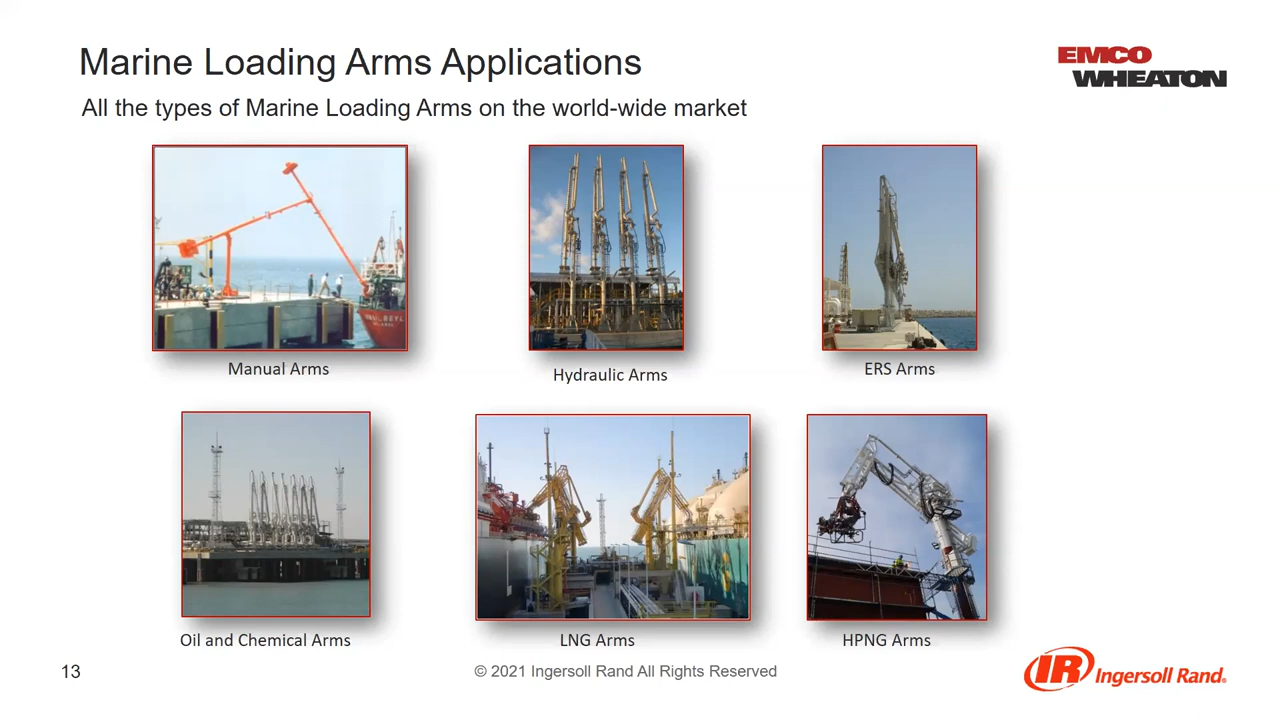 Marine Loading Arms Applications
EMCO
WHEATON
All the types of Marine Loading Arms on the world-wide market
Manual Arms
Hydraulic Arms
ERS Arms
Oil and Chemical Arms
LNG Arms
HPNG Arms
13
© 2021 Ingersoll Rand All Rights Reserved
IR Ingersoll Rand®